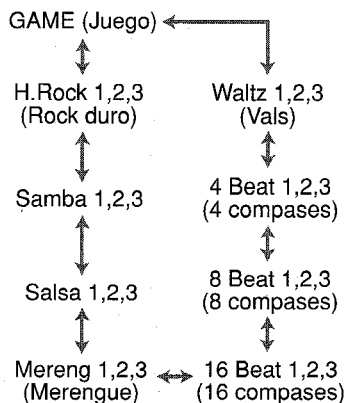 GAME (Juego)
H.Rock 1,2,3
(Rock duro)
Samba 1,2,3
Salsa 1,2,3
Mereng 1,2,3
(Merengue)
Waltz 1,2,3
(Vals)
4 Beat 1,2,3
(4 compases)
8 Beat 1,2,3
(8 compases)
16 Beat 1,2,3
(16 compases)